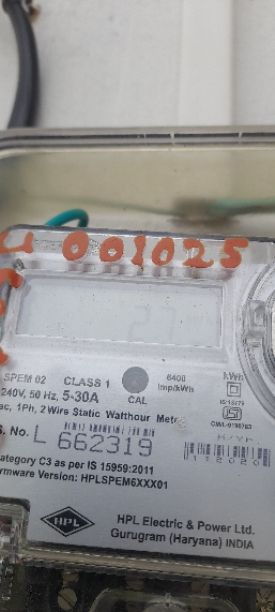 001025
SPEM 02 CLASS 1 6400 imp/kWh kWh
240V, 50 Hz, 5-30A CAL
ac, 1Ph, 2 Wire Static Watthour
S. No. L 662319
ategory C3 as per IS 15959:2011
rmware Version: HPLSPEM6XXX01
HPL
HPL Electric & Power Ltd.
Gurugram (Haryana) INDIA